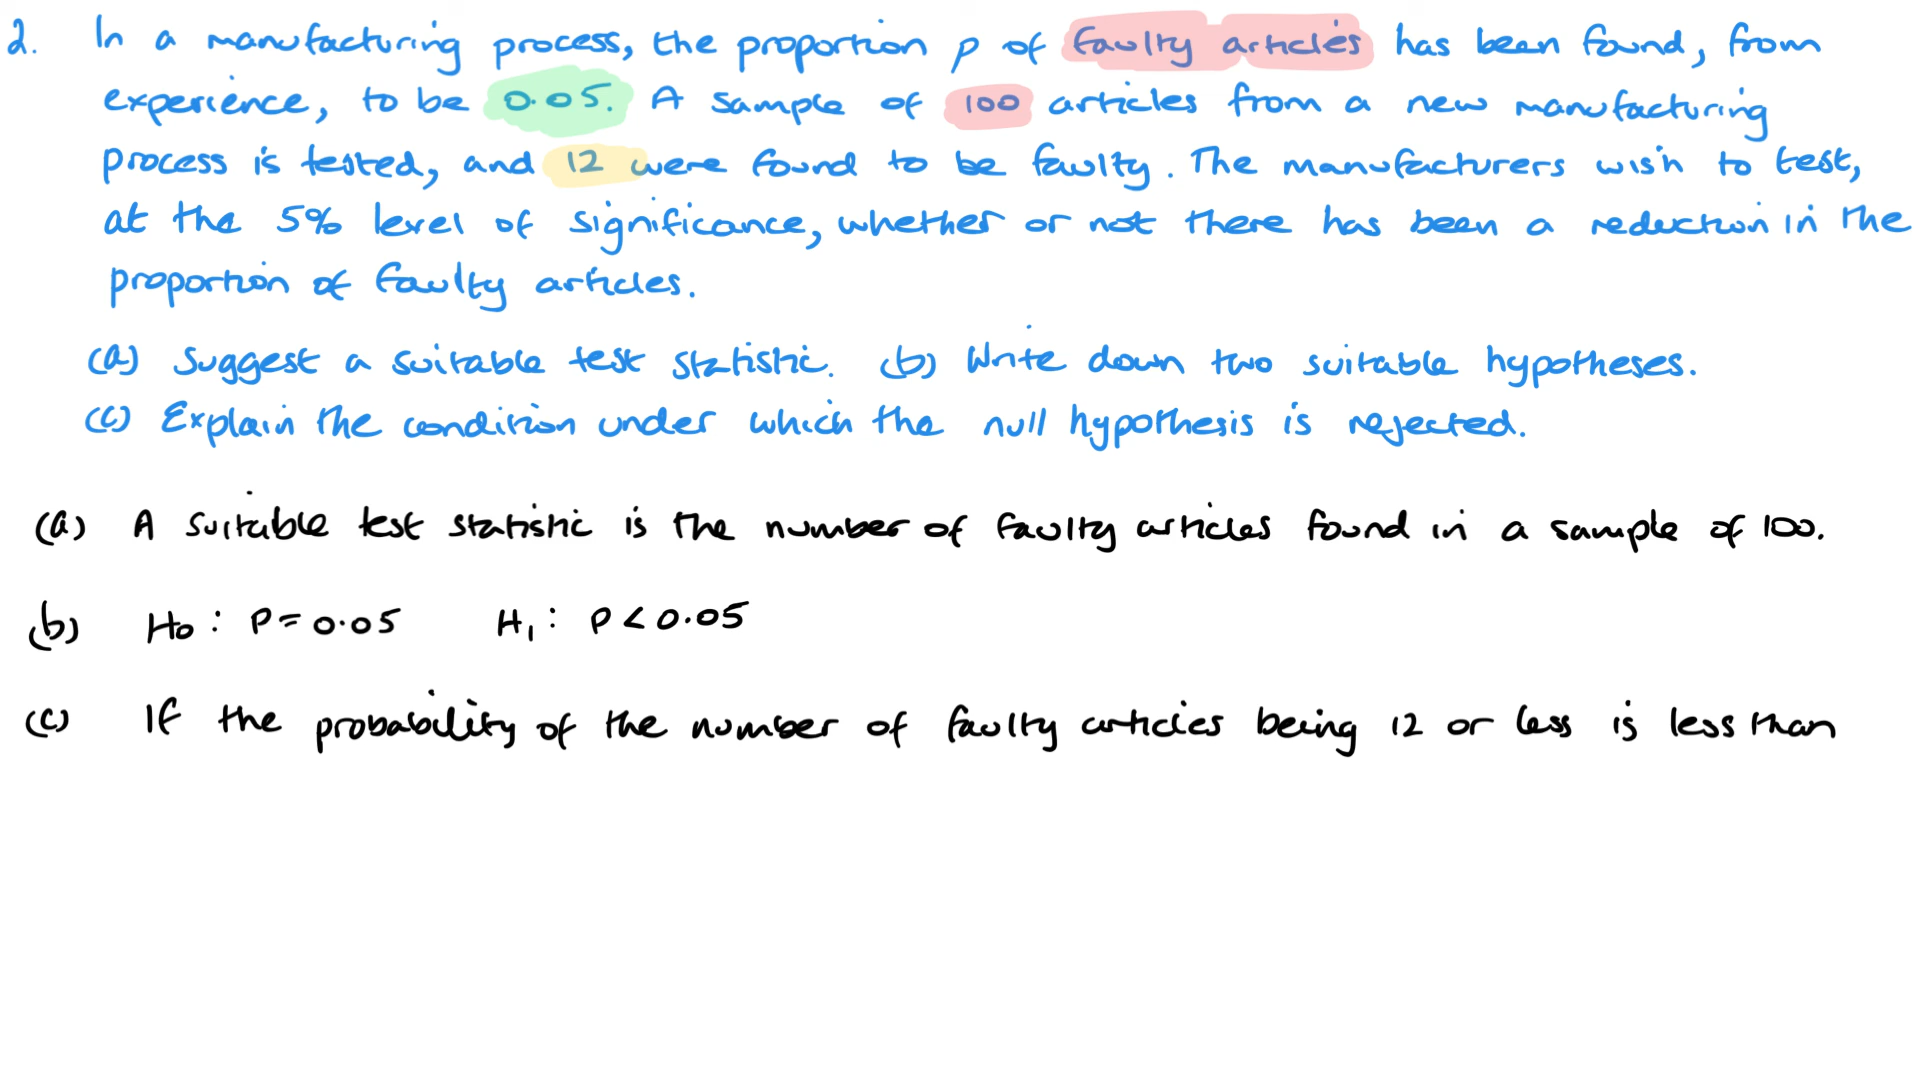 2. In a manufacturing process, the proportion p of faulty articles has been found, from
experience, to be 0.05. A sample of 100 articles from a new manufacturing
process is tested, and 12 were found to be faulty. The manufacturers wish to test,
at the 5% level of significance, whether or not there has been a reduction in the
proportion of faulty articles.
(a) Suggest a suitable test statistic. (b) Write down two suitable hypotheses.
(c) Explain the condition under which the null hypothesis is rejected.
(a) A suitable test statistic is the number of faulty articles found in a sample of 100.
(b) H₀: P = 0.05 H₁: P < 0.05
(c) If the probability of the number of faulty articles being 12 or less is less than